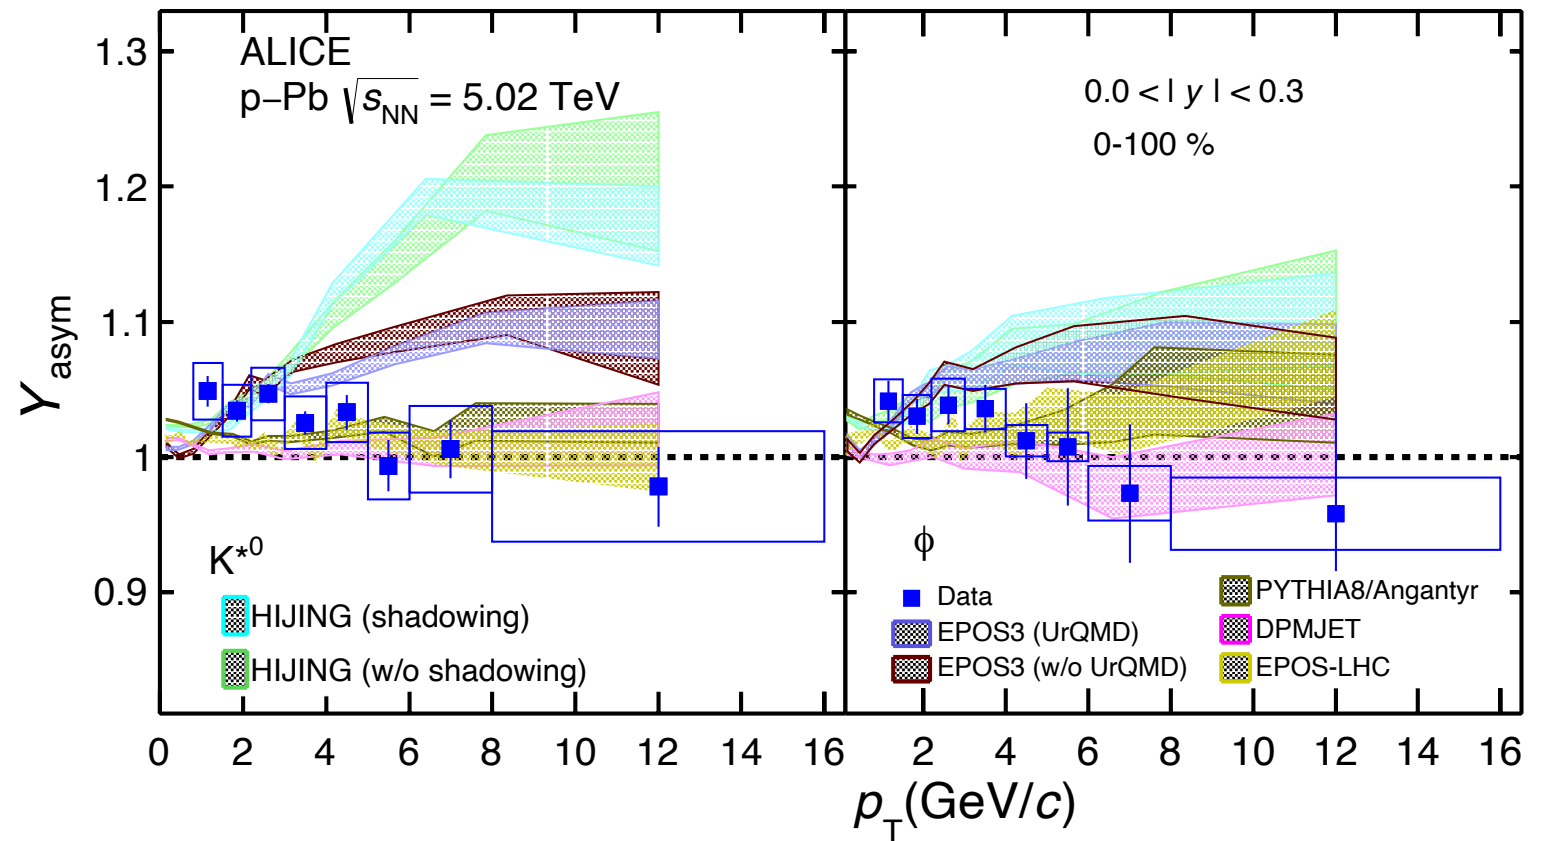 ALICE
p–Pb √sNN = 5.02 TeV
0.0 < | y | < 0.3
0-100 %
Yasym
1.3
1.2
1.1
1
0.9
K*0
HIJING (shadowing)
HIJING (w/o shadowing)
ϕ
Data
EPOS3 (UrQMD)
EPOS3 (w/o UrQMD)
PYTHIA8/Angantyr
DPMJET
EPOS-LHC
0 2 4 6 8 10 12 14 16 2 4 6 8 10 12 14 16
pT(GeV/c)